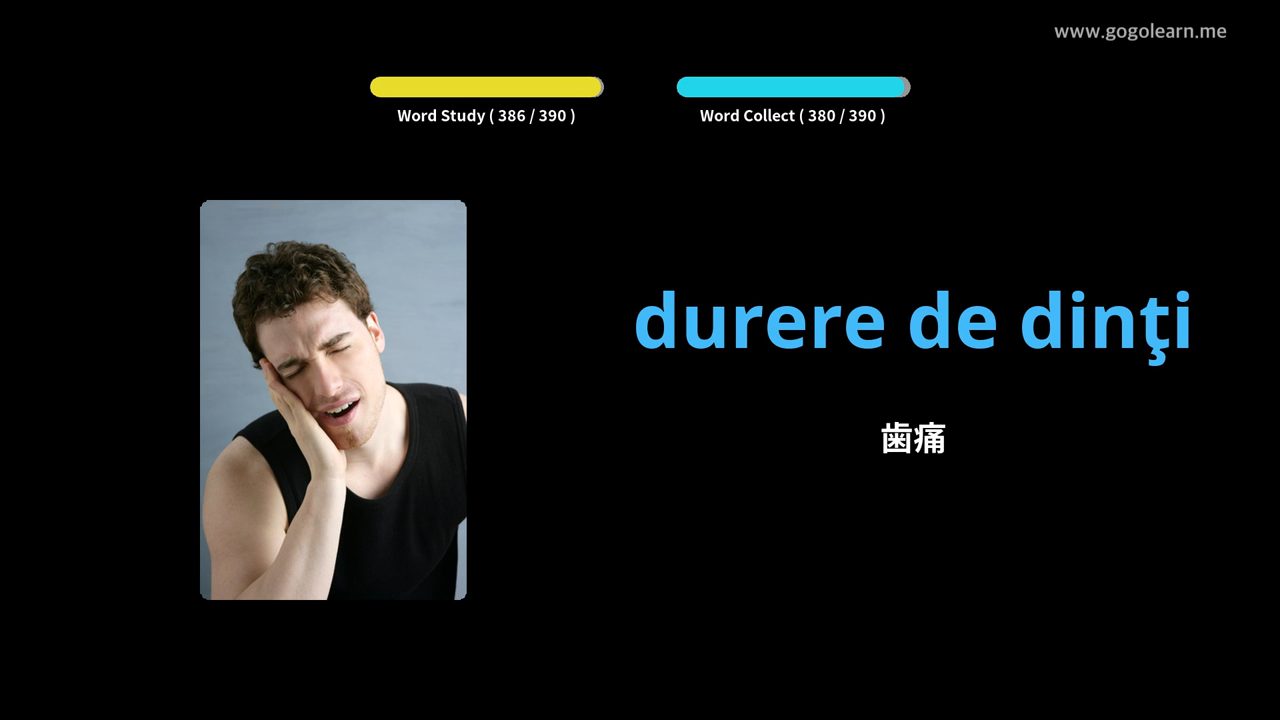 www.gogolearn.me
Word Study ( 386 / 390 )
Word Collect ( 380 / 390 )
durere de dinţi
歯痛